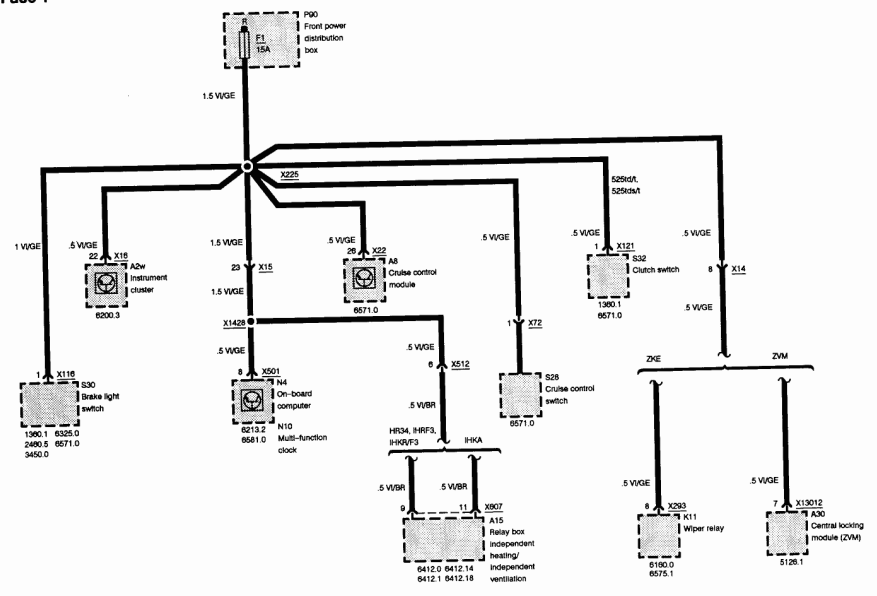 P90
Front power
distribution
box
R
F1
15A
1.5 VI/GE
X225
525td/t,
525tds/t
1 VI/GE
.5 VI/GE
22 X16
A2w
Instrument
cluster
6200.3
1.5 VI/GE
23 X15
1.5 VI/GE
.5 VI/GE
26 X22
A8
Cruise control
module
6571.0
.5 VI/GE
.5 VI/GE
1 X121
S32
Clutch switch
1360.1
6571.0
.5 VI/GE
8 X14
X1428
.5 VI/GE
.5 VI/GE
1 X72
.5 VI/GE
1 X116
S30
Brake light
switch
1360.1 6325.0
2460.5 6571.0
3450.0
8 X501
N4
On-board
computer
6213.2
6581.0
N10
Multi-function
clock
6 X512
.5 VI/BR
HR34, IHRF3,
IHKR/F3
IHKA
S28
Cruise control
switch
6571.0
ZKE
ZVM
.5 VI/BR
.5 VI/BR
9
11 X607
A15
Relay box
independent
heating/
independent
ventilation
6412.0 6412.14
6412.1 6412.18
.5 VI/GE
8 X293
K11
Wiper relay
6160.0
6575.1
.5 VI/GE
7 X13012
A30
Central locking
module (ZVM)
5126.1